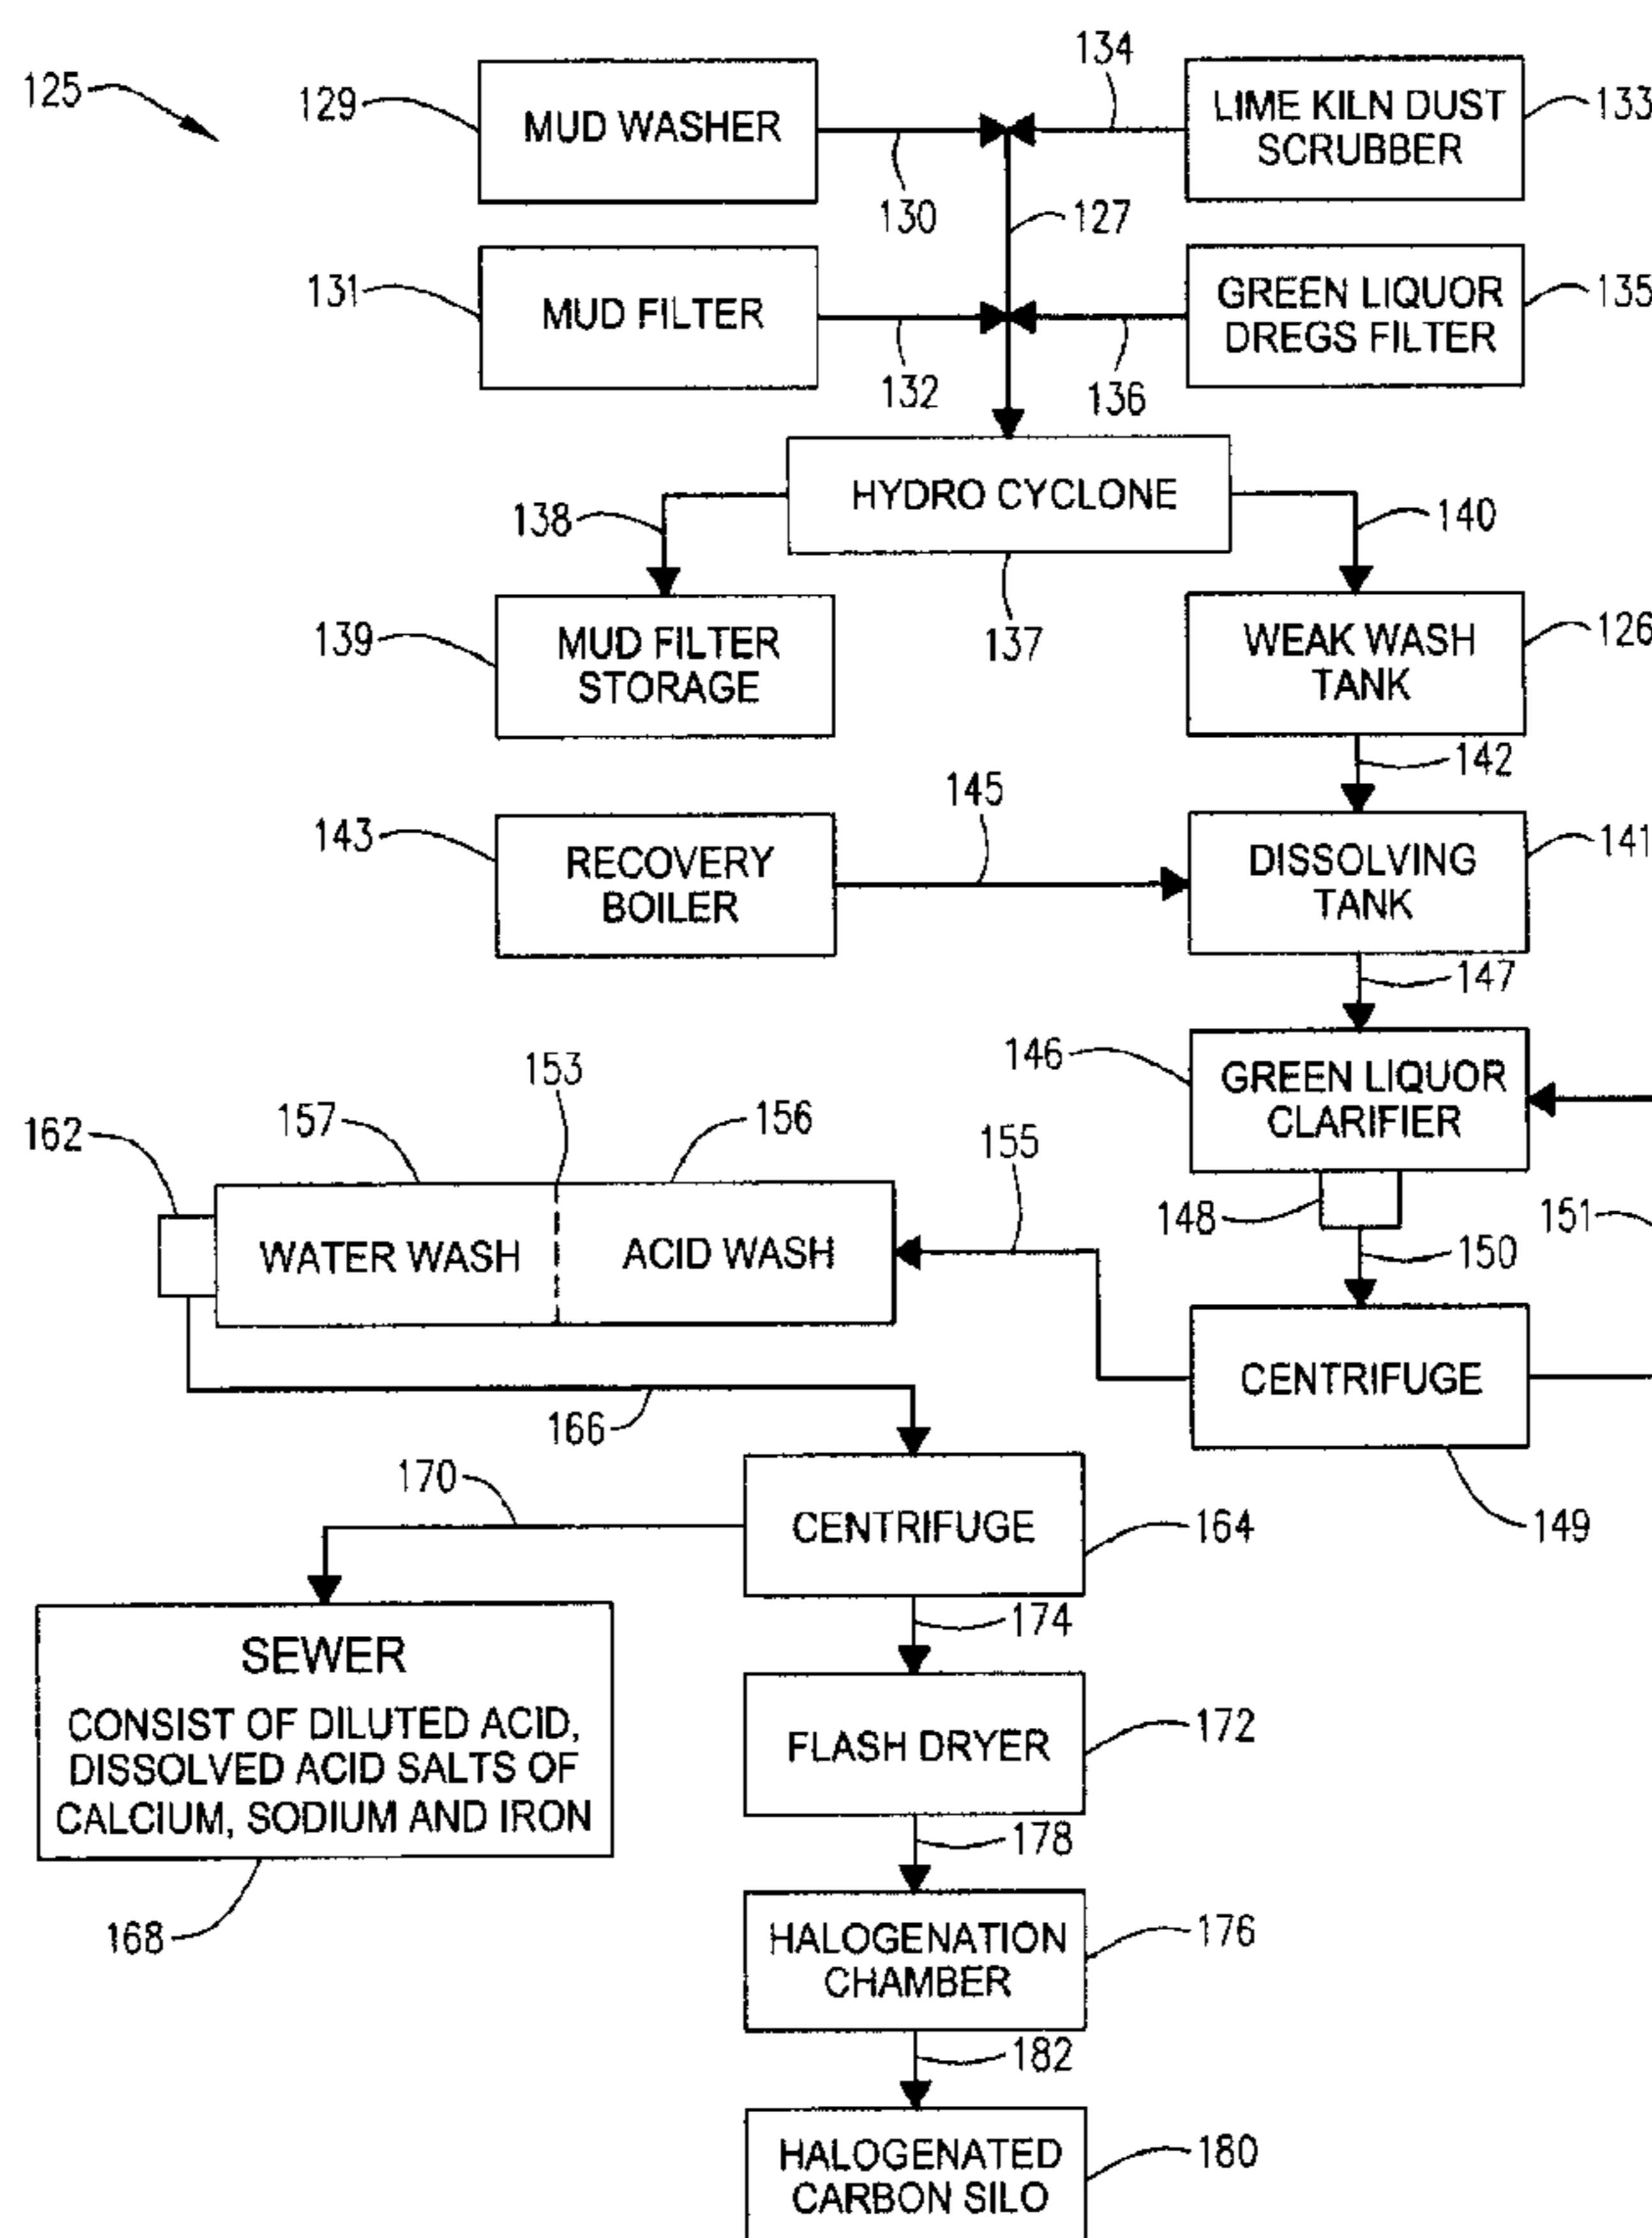 125
129
MUD WASHER
130
134
LIME KILN DUST
SCRUBBER
133
127
131
MUD FILTER
132
136
GREEN LIQUOR
DREGS FILTER
135
HYDRO CYCLONE
138
137
140
139
MUD FILTER
STORAGE
WEAK WASH
TANK
126
142
143
RECOVERY
BOILER
145
DISSOLVING
TANK
141
147
146
GREEN LIQUOR
CLARIFIER
148
150
151
162
157
153
156
155
WATER WASH
ACID WASH
CENTRIFUGE
149
166
170
CENTRIFUGE
164
174
SEWER
CONSIST OF DILUTED ACID,
DISSOLVED ACID SALTS OF
CALCIUM, SODIUM AND IRON
168
FLASH DRYER
172
178
HALOGENATION
CHAMBER
176
182
HALOGENATED
CARBON SILO
180